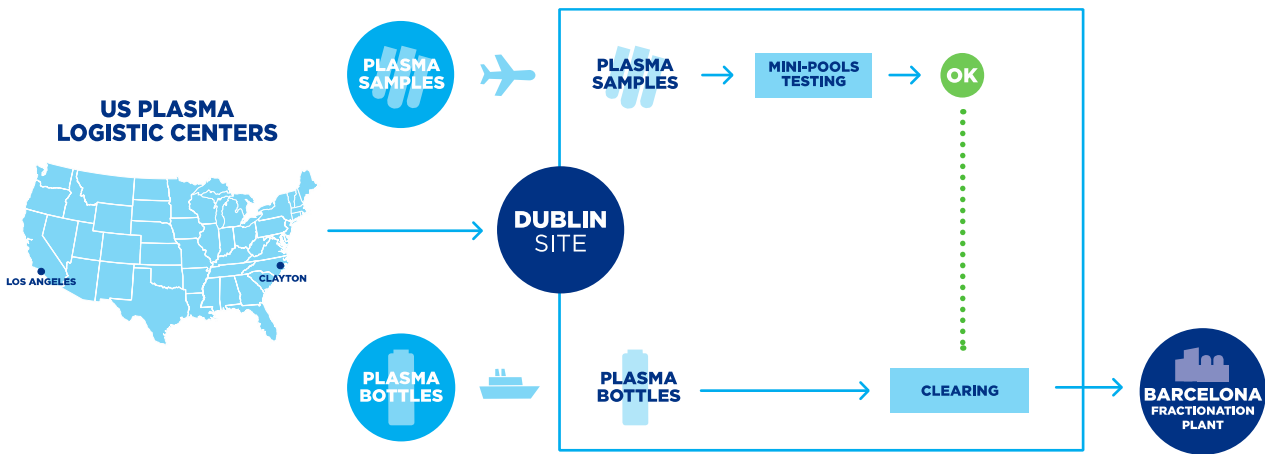 US PLASMA
LOGISTIC CENTERS
LOS ANGELES
CLAYTON
PLASMA
SAMPLES
PLASMA
BOTTLES
DUBLIN
SITE
PLASMA
SAMPLES
MINI-POOLS
TESTING
OK
PLASMA
BOTTLES
CLEARING
BARCELONA
FRACTIONATION
PLANT